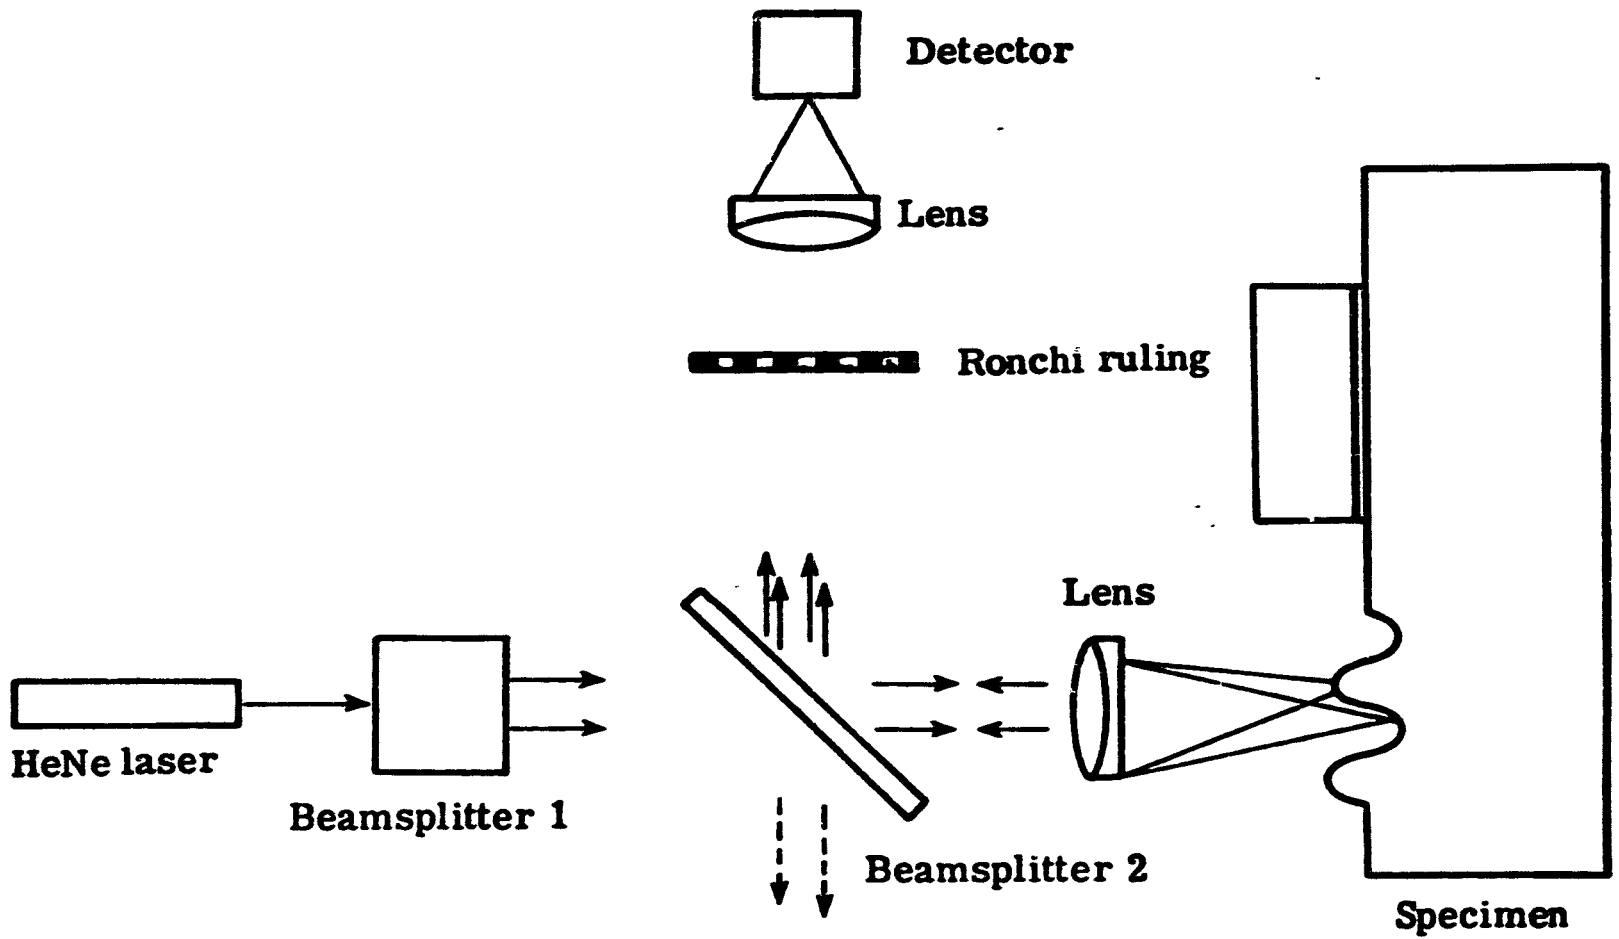 Detector
Lens
Ronchi ruling
Lens
HeNe laser
Beamsplitter 1
Beamsplitter 2
Specimen